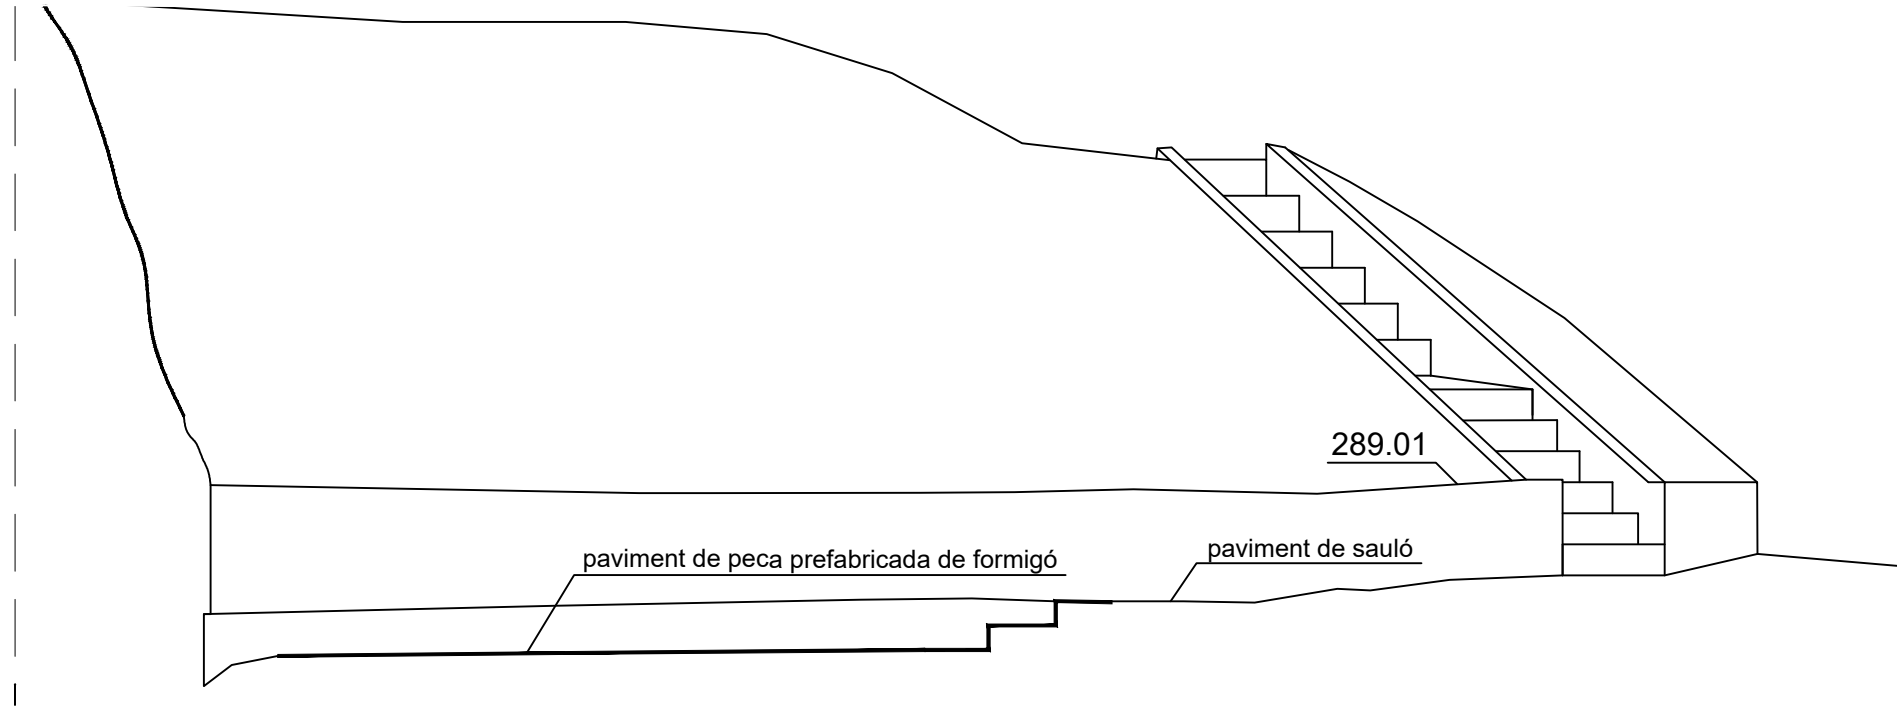 289.01
paviment de peca prefabricada de formigó
paviment de sauló